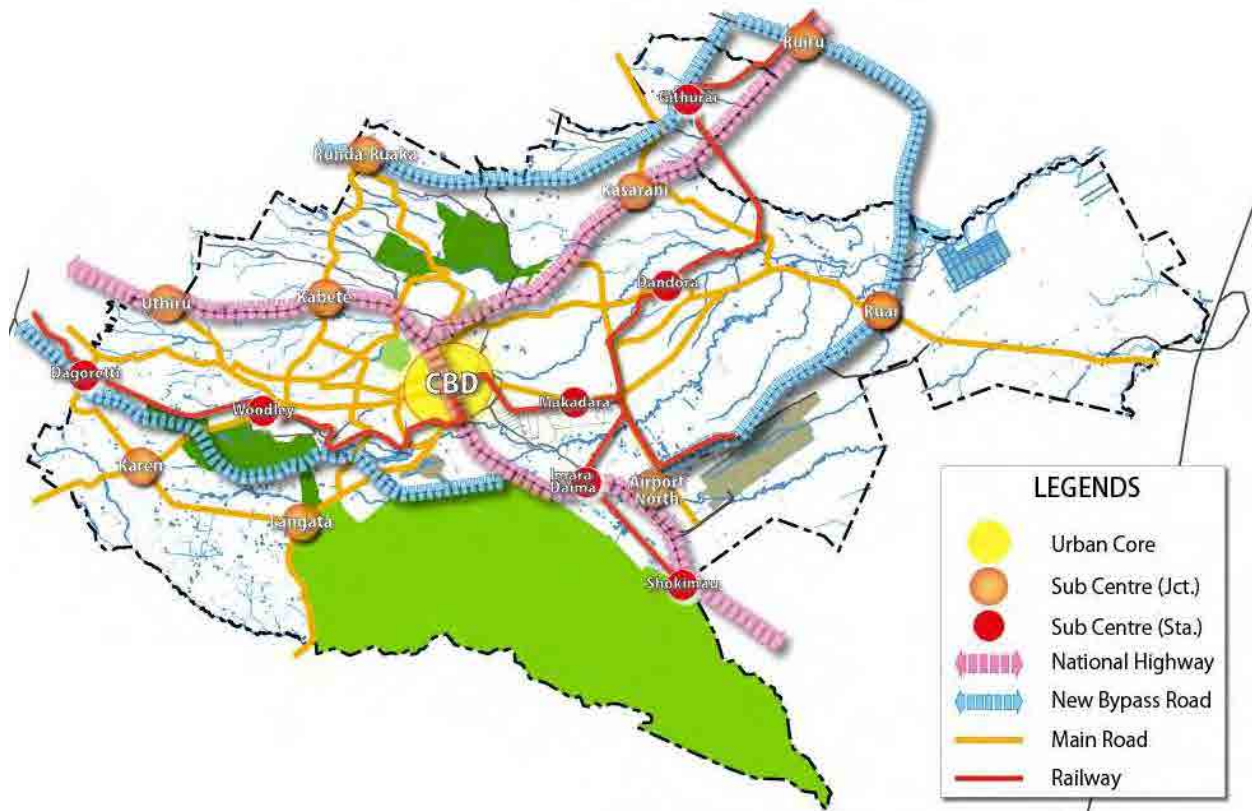 Ruiru
Githurai
Runda-Ruaka
Kasarani
Dandora
Uthiru
Kabete
Ruai
CBD
Dagoretti
Woodley
Makadara
Karen
Imara
Daima
Airport
North
Langata
Shokimau
LEGENDS
Urban Core
Sub Centre (Jct.)
Sub Centre (Sta.)
National Highway
New Bypass Road
Main Road
Railway